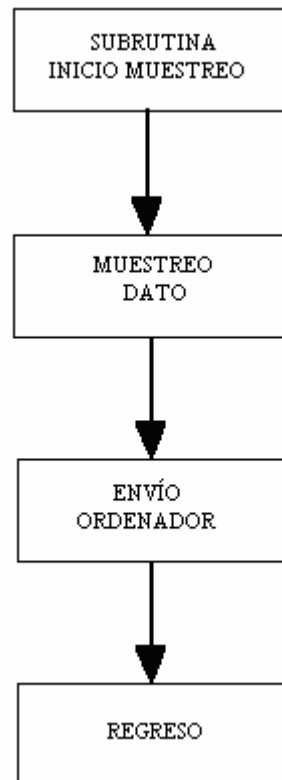 SUBRUTINA
INICIO MUESTREO
MUESTREO
DATO
ENVÍO
ORDENADOR
REGRESO